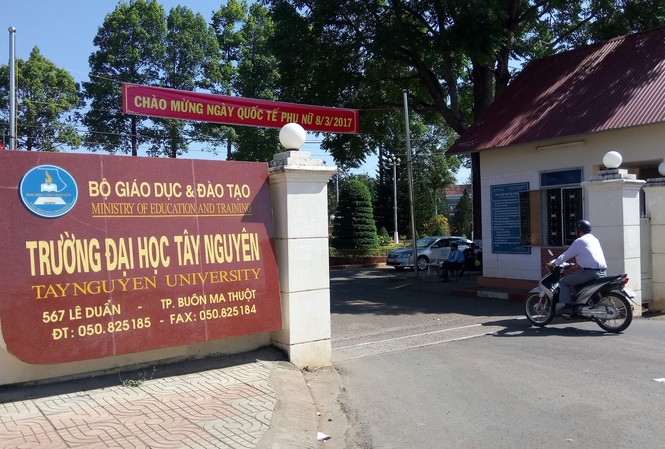 CHÀO MỪNG NGÀY QUỐC TẾ PHỤ NỮ 8/3/2017
BỘ GIÁO DỤC & ĐÀO TẠO
MINISTRY OF EDUCATION AND TRAINING
TRƯỜNG ĐẠI HỌC TÂY NGUYÊN
TAY NGUYEN UNIVERSITY
567 LÊ DUẨN - TP. BUÔN MA THUỘT
ĐT: 050.825185 - FAX: 050.825184